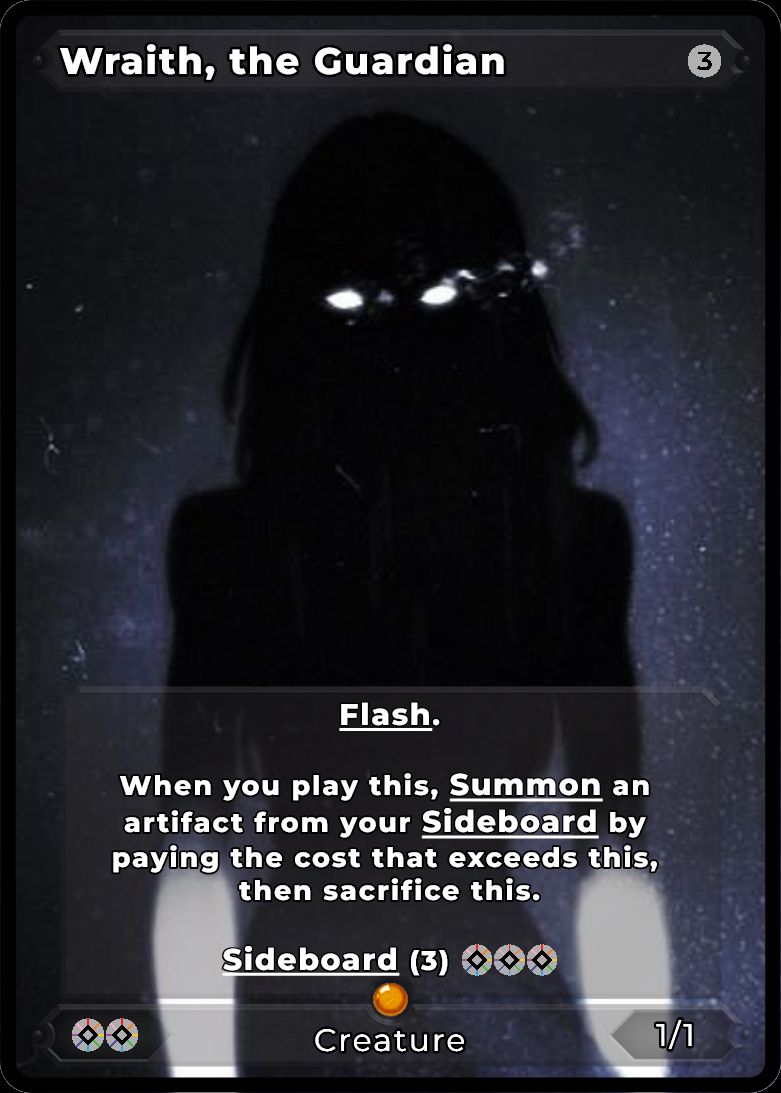 Wraith, the Guardian
3
Flash.
When you play this, Summon an
artifact from your Sideboard by
paying the cost that exceeds this,
then sacrifice this.
Sideboard (3)
Creature
1/1